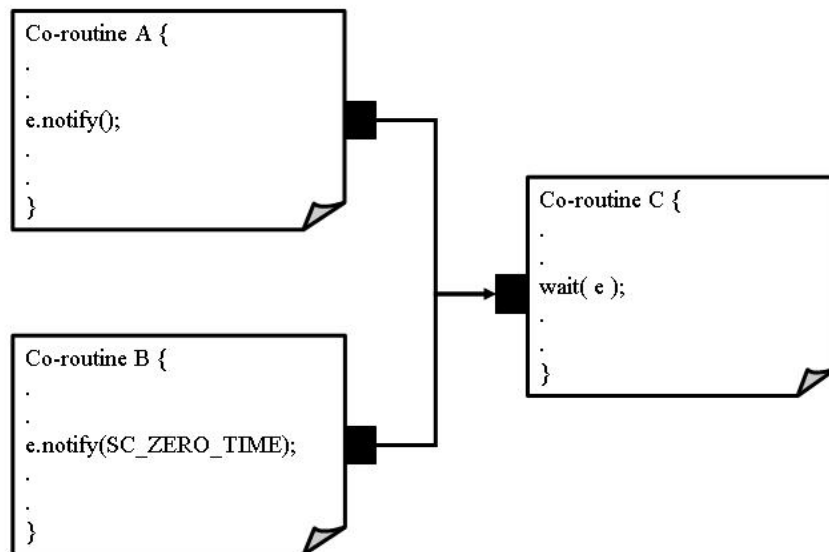 Co-routine A {
.
.
e.notify();
.
.
}
Co-routine B {
.
.
e.notify(SC_ZERO_TIME);
.
.
}
Co-routine C {
.
.
wait( e );
.
.
}